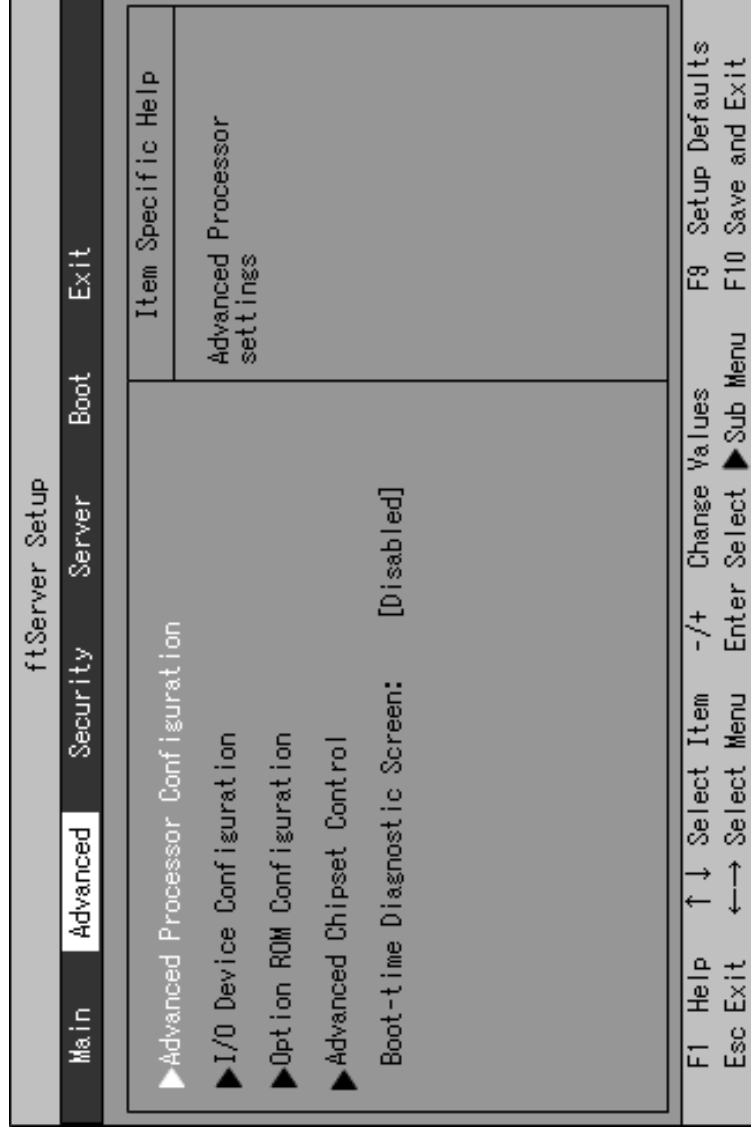 ftServer Setup
Main Advanced Security Server Boot Exit
▶Advanced Processor Configuration
▶I/O Device Configuration
▶Option ROM Configuration
▶Advanced Chipset Control
Boot-time Diagnostic Screen: [Disabled]
Item Specific Help
Advanced Processor
settings
F1 Help ↑↓ Select Item -/+ Change Values F9 Setup Defaults
Esc Exit ←→ Select Menu Enter Select ▶Sub Menu F10 Save and Exit